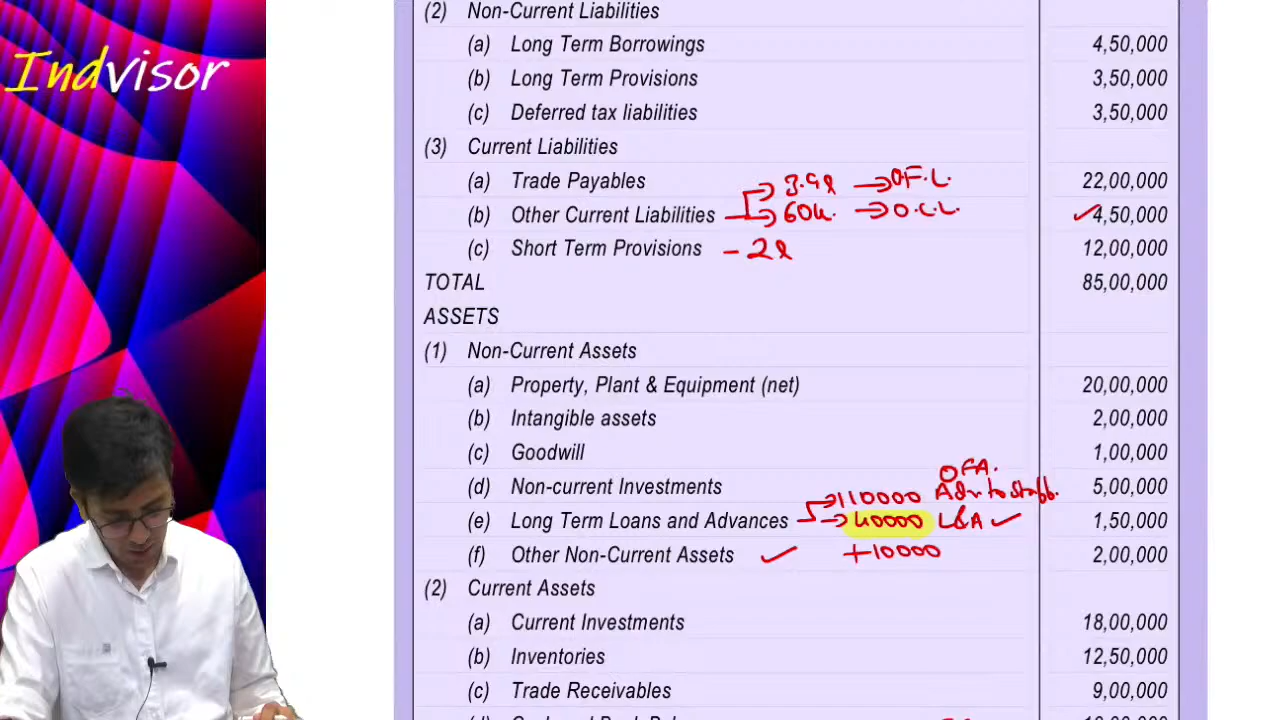 Indvisor
(2) Non-Current Liabilities
(a) Long Term Borrowings 4,50,000
(b) Long Term Provisions 3,50,000
(c) Deferred tax liabilities 3,50,000
(3) Current Liabilities
(a) Trade Payables 3.9l → O.F.L. 22,00,000
(b) Other Current Liabilities → 60k. → O.C.L. ✓ 4,50,000
(c) Short Term Provisions - 2l 12,00,000
TOTAL 85,00,000
ASSETS
(1) Non-Current Assets
(a) Property, Plant & Equipment (net) 20,00,000
(b) Intangible assets 2,00,000
(c) Goodwill 1,00,000
OFA.
(d) Non-current Investments → 110000 Adv to staff. 5,00,000
(e) Long Term Loans and Advances → 40000 L&A ✓ 1,50,000
(f) Other Non-Current Assets ✓ +10000 2,00,000
(2) Current Assets
(a) Current Investments 18,00,000
(b) Inventories 12,50,000
(c) Trade Receivables 9,00,000